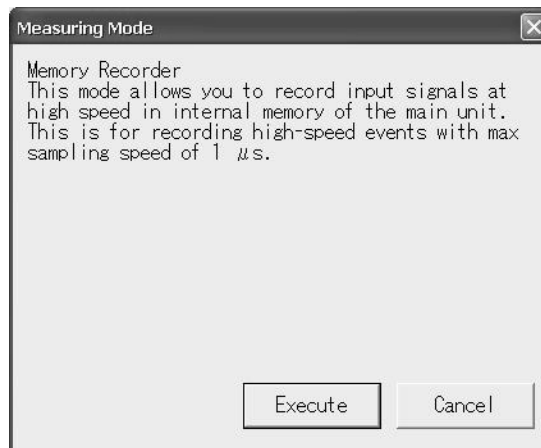 Measuring Mode
Memory Recorder
This mode allows you to record input signals at
high speed in internal memory of the main unit.
This is for recording high-speed events with max
sampling speed of 1 μs.
Execute
Cancel